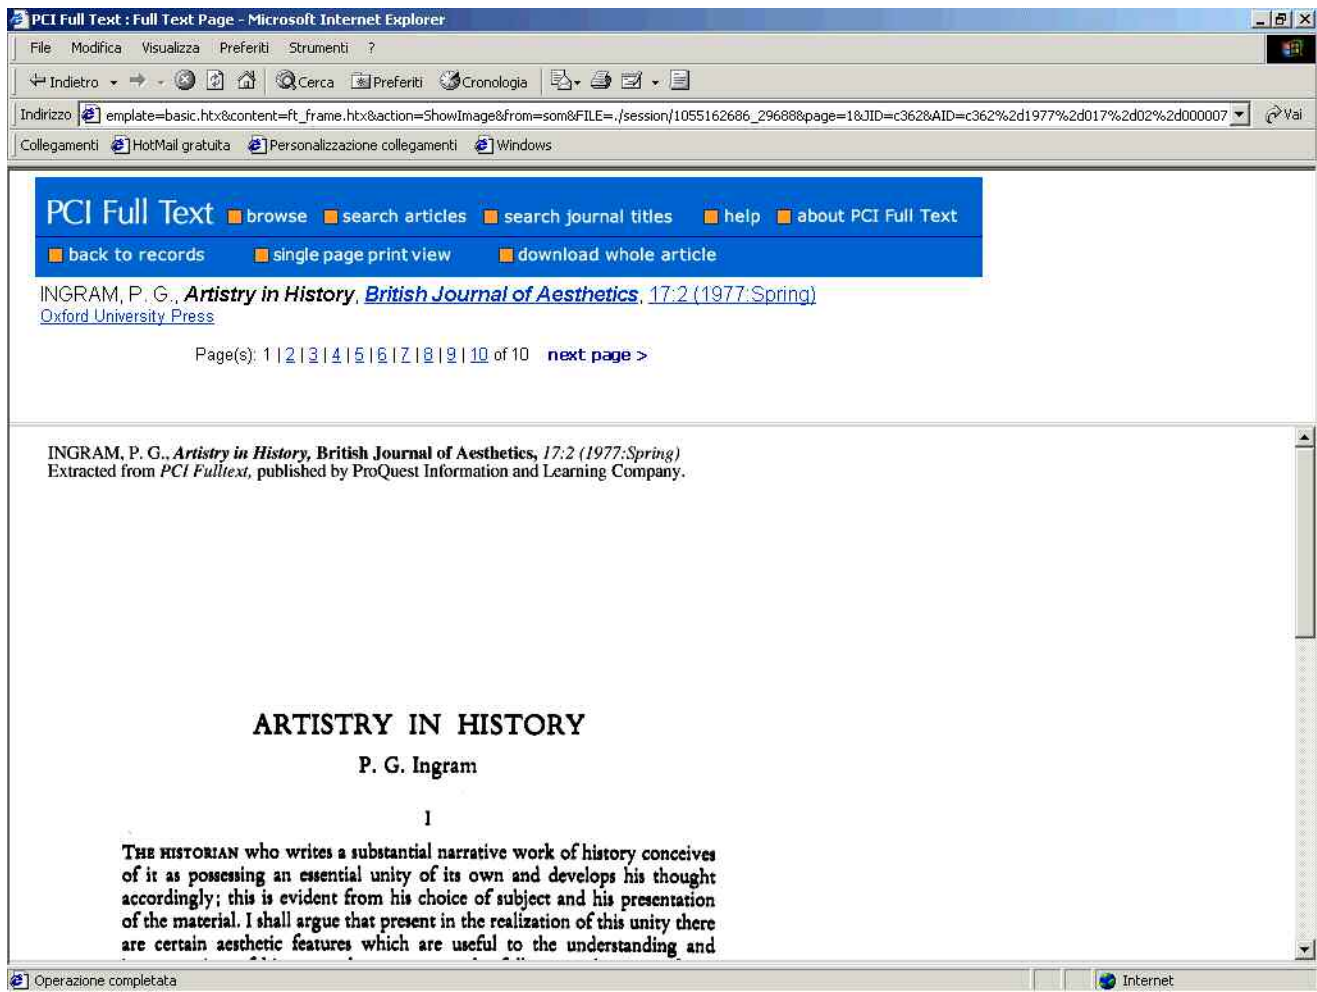 PCI Full Text : Full Text Page - Microsoft Internet Explorer
File Modifica Visualizza Preferiti Strumenti ?
Indietro Cerca Preferiti Cronologia
Indirizzo emplate=basic.htx&content=ft_frame.htx&action=ShowImage&from=som&FILE=./session/1055162686_29688&page=1&JID=c362&AID=c362%2d1977%2d017%2d02%2d000007 Vai
Collegamenti HotMail gratuita Personalizzazione collegamenti Windows
PCI Full Text browse search articles search journal titles help about PCI Full Text
back to records single page print view download whole article
INGRAM, P. G., Artistry in History, British Journal of Aesthetics, 17:2 (1977:Spring)
Oxford University Press
Page(s): 1 | 2 | 3 | 4 | 5 | 6 | 7 | 8 | 9 | 10 of 10 next page >
INGRAM, P. G., Artistry in History, British Journal of Aesthetics, 17:2 (1977:Spring)
Extracted from PCI Fulltext, published by ProQuest Information and Learning Company.
ARTISTRY IN HISTORY
P. G. Ingram
I
THE HISTORIAN who writes a substantial narrative work of history conceives
of it as possessing an essential unity of its own and develops his thought
accordingly; this is evident from his choice of subject and his presentation
of the material. I shall argue that present in the realization of this unity there
are certain aesthetic features which are useful to the understanding and
Operazione completata Internet